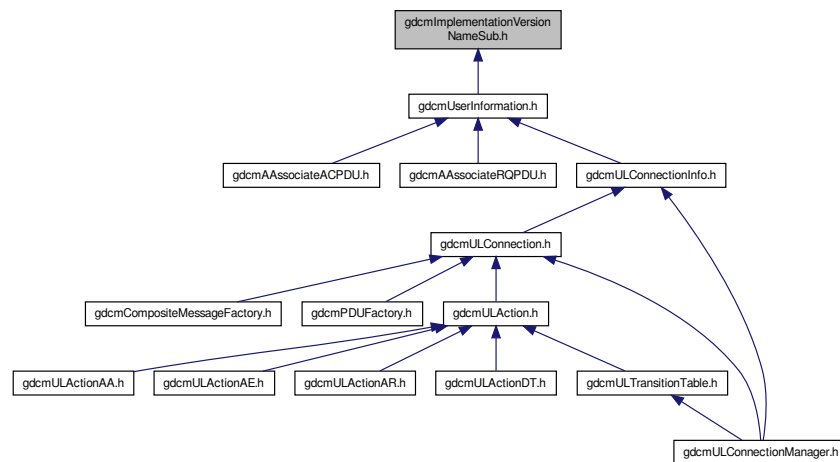 gdcmImplementationVersion
NameSub.h
gdcmUserInformation.h
gdcmAAssociateACPDU.h
gdcmAAssociateRQPDU.h
gdcmULConnectionInfo.h
gdcmULConnection.h
gdcmCompositeMessageFactory.h
gdcmPDUFactory.h
gdcmULAction.h
gdcmULActionAA.h
gdcmULActionAE.h
gdcmULActionAR.h
gdcmULActionDT.h
gdcmULTransitionTable.h
gdcmULConnectionManager.h